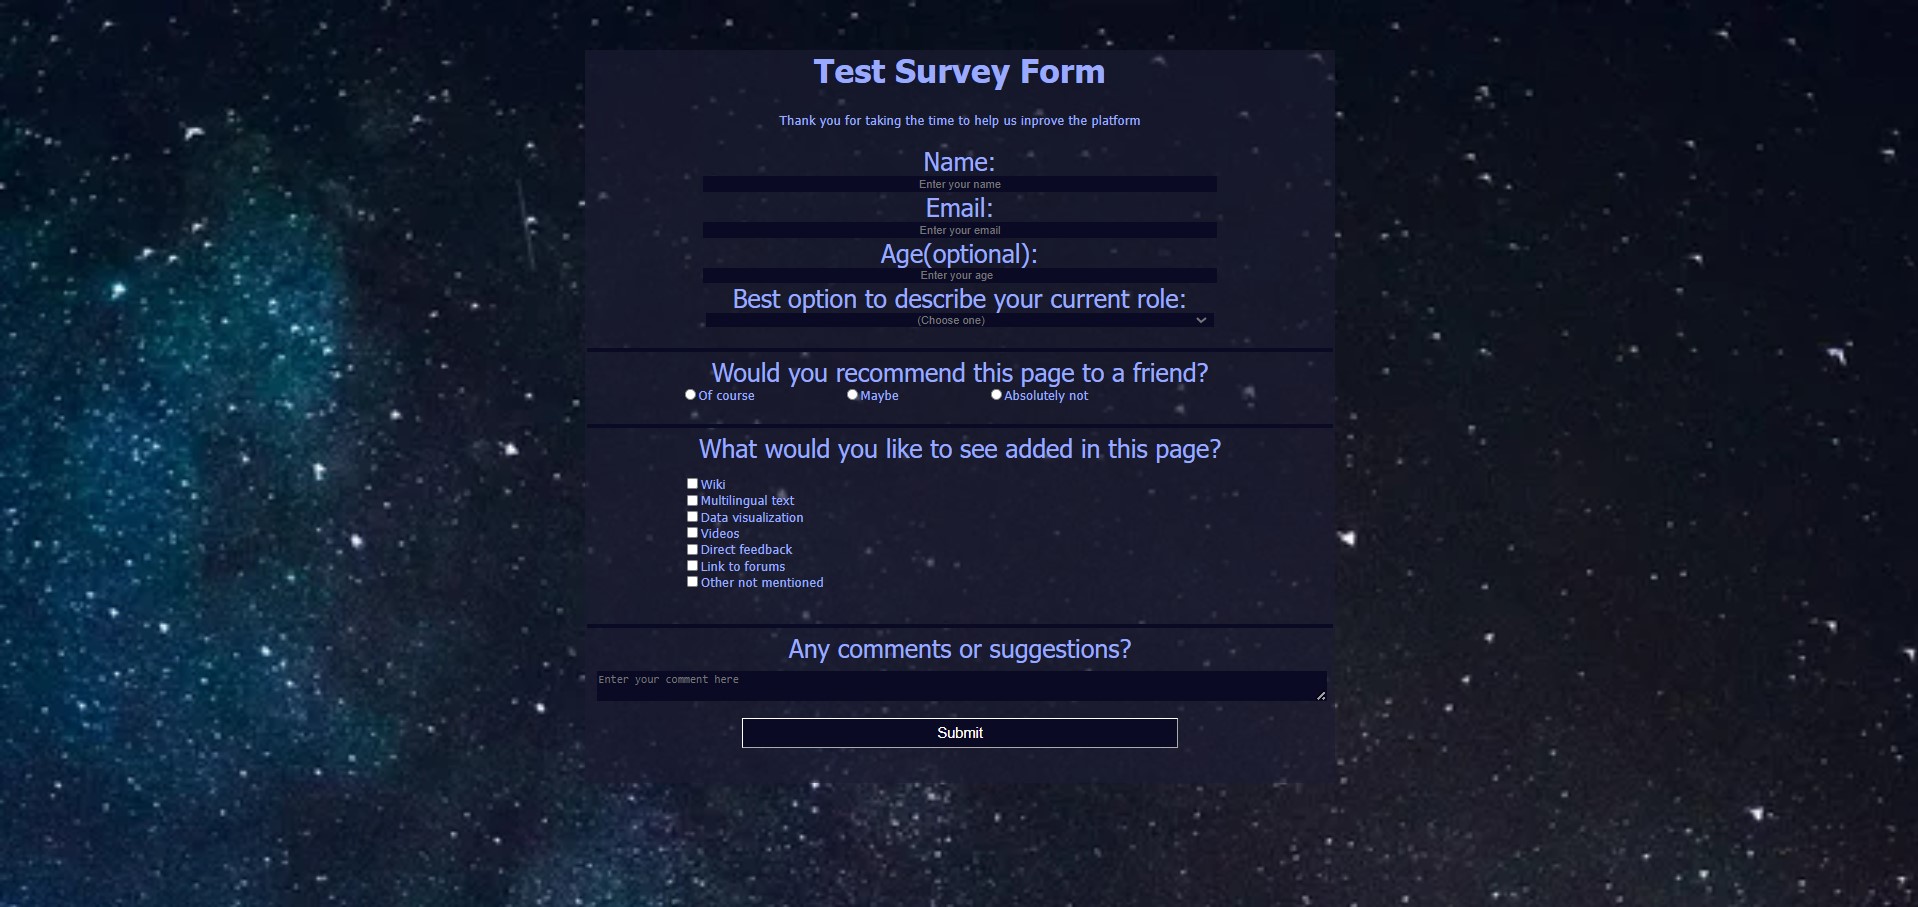 Test Survey Form
Thank you for taking the time to help us inprove the platform
Name:
Enter your name
Email:
Enter your email
Age(optional):
Enter your age
Best option to describe your current role:
(Choose one)
Would you recommend this page to a friend?
Of course Maybe Absolutely not
What would you like to see added in this page?
Wiki
Multilingual text
Data visualization
Videos
Direct feedback
Link to forums
Other not mentioned
Any comments or suggestions?
Enter your comment here
Submit